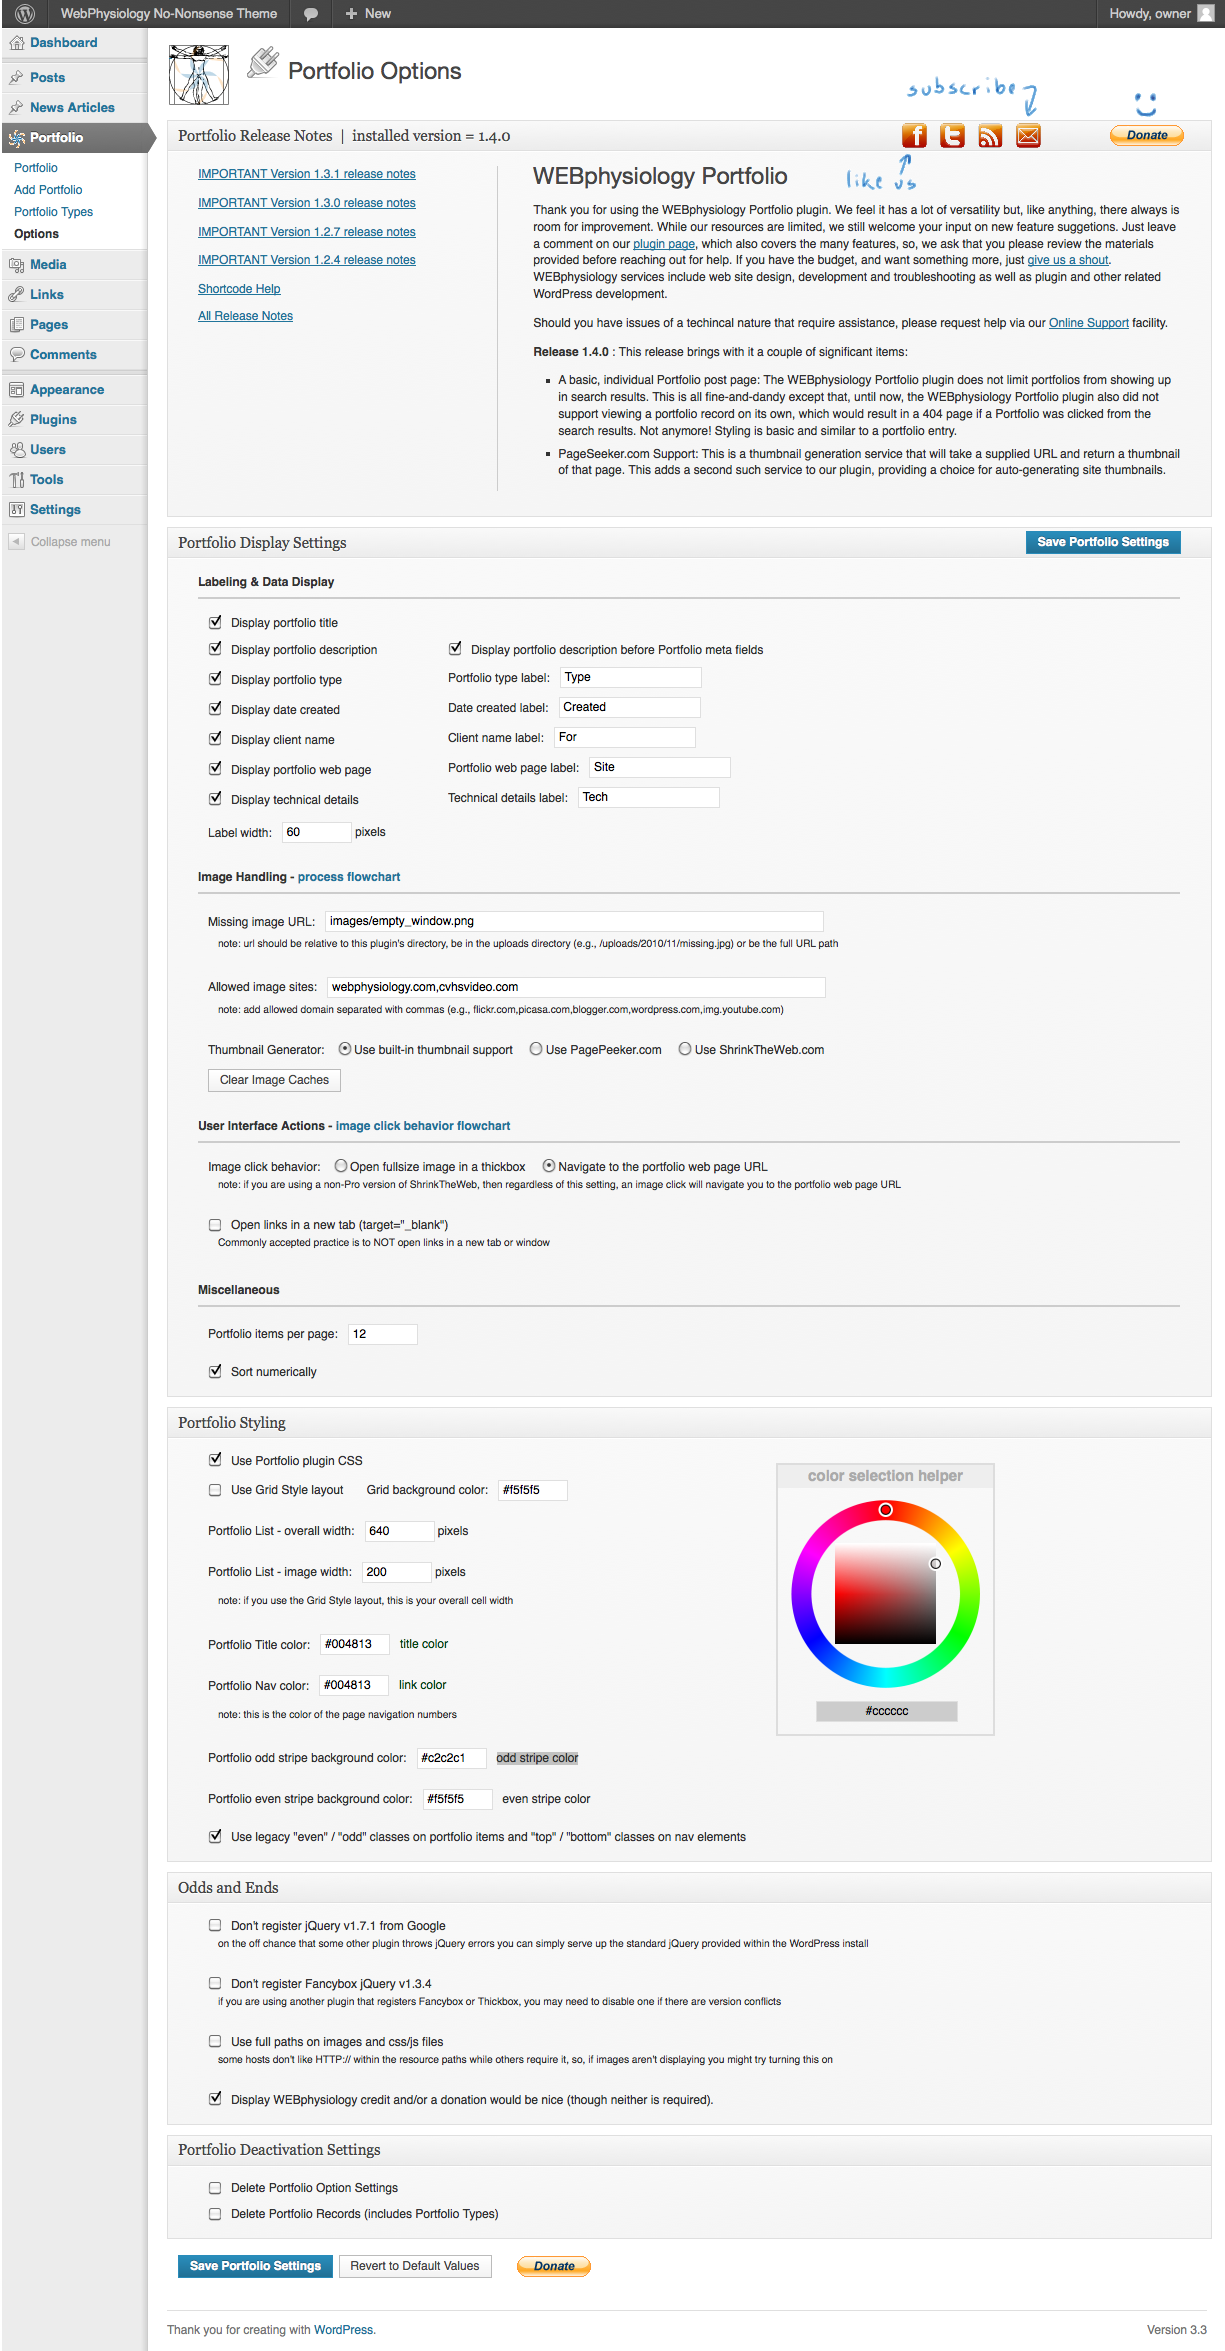 WebPhysiology No-Nonsense Theme
New
Howdy, owner
Dashboard
Posts
News Articles
Portfolio
Portfolio
Add Portfolio
Portfolio Types
Options
Media
Links
Pages
Comments
Appearance
Plugins
Users
Tools
Settings
Collapse menu
Portfolio Options
subscribe
Portfolio Release Notes | installed version = 1.4.0
Donate
like us
IMPORTANT Version 1.3.1 release notes
IMPORTANT Version 1.3.0 release notes
IMPORTANT Version 1.2.7 release notes
IMPORTANT Version 1.2.4 release notes
Shortcode Help
All Release Notes
WEBphysiology Portfolio
Thank you for using the WEBphysiology Portfolio plugin. We feel it has a lot of versatility but, like anything, there always is
room for improvement. While our resources are limited, we still welcome your input on new feature suggetions. Just leave
a comment on our plugin page, which also covers the many features, so, we ask that you please review the materials
provided before reaching out for help. If you have the budget, and want something more, just give us a shout.
WEBphysiology services include web site design, development and troubleshooting as well as plugin and other related
WordPress development.
Should you have issues of a techincal nature that require assistance, please request help via our Online Support facility.
Release 1.4.0 : This release brings with it a couple of significant items:
A basic, individual Portfolio post page: The WEBphysiology Portfolio plugin does not limit portfolios from showing up
in search results. This is all fine-and-dandy except that, until now, the WEBphysiology Portfolio plugin also did not
support viewing a portfolio record on its own, which would result in a 404 page if a Portfolio was clicked from the
search results. Not anymore! Styling is basic and similar to a portfolio entry.
PageSeeker.com Support: This is a thumbnail generation service that will take a supplied URL and return a thumbnail
of that page. This adds a second such service to our plugin, providing a choice for auto-generating site thumbnails.
Portfolio Display Settings
Save Portfolio Settings
Labeling & Data Display
Display portfolio title
Display portfolio description
Display portfolio description before Portfolio meta fields
Display portfolio type
Portfolio type label: Type
Display date created
Date created label: Created
Display client name
Client name label: For
Display portfolio web page
Portfolio web page label: Site
Display technical details
Technical details label: Tech
Label width: 60 pixels
Image Handling - process flowchart
Missing image URL: images/empty_window.png
note: url should be relative to this plugin's directory, be in the uploads directory (e.g., /uploads/2010/11/missing.jpg) or be the full URL path
Allowed image sites: webphysiology.com,cvhsvideo.com
note: add allowed domain separated with commas (e.g., flickr.com,picasa.com,blogger.com,wordpress.com,img.youtube.com)
Thumbnail Generator: Use built-in thumbnail support Use PagePeeker.com Use ShrinkTheWeb.com
Clear Image Caches
User Interface Actions - image click behavior flowchart
Image click behavior: Open fullsize image in a thickbox Navigate to the portfolio web page URL
note: if you are using a non-Pro version of ShrinkTheWeb, then regardless of this setting, an image click will navigate you to the portfolio web page URL
Open links in a new tab (target="_blank")
Commonly accepted practice is to NOT open links in a new tab or window
Miscellaneous
Portfolio items per page: 12
Sort numerically
Portfolio Styling
Use Portfolio plugin CSS
Use Grid Style layout Grid background color: #f5f5f5
Portfolio List - overall width: 640 pixels
Portfolio List - image width: 200 pixels
note: if you use the Grid Style layout, this is your overall cell width
Portfolio Title color: #004813 title color
Portfolio Nav color: #004813 link color
note: this is the color of the page navigation numbers
color selection helper
#cccccc
Portfolio odd stripe background color: #c2c2c1 odd stripe color
Portfolio even stripe background color: #f5f5f5 even stripe color
Use legacy "even" / "odd" classes on portfolio items and "top" / "bottom" classes on nav elements
Odds and Ends
Don't register jQuery v1.7.1 from Google
on the off chance that some other plugin throws jQuery errors you can simply serve up the standard jQuery provided within the WordPress install
Don't register Fancybox jQuery v1.3.4
if you are using another plugin that registers Fancybox or Thickbox, you may need to disable one if there are version conflicts
Use full paths on images and css/js files
some hosts don't like HTTP:// within the resource paths while others require it, so, if images aren't displaying you might try turning this on
Display WEBphysiology credit and/or a donation would be nice (though neither is required).
Portfolio Deactivation Settings
Delete Portfolio Option Settings
Delete Portfolio Records (includes Portfolio Types)
Save Portfolio Settings
Revert to Default Values
Donate
Thank you for creating with WordPress.
Version 3.3